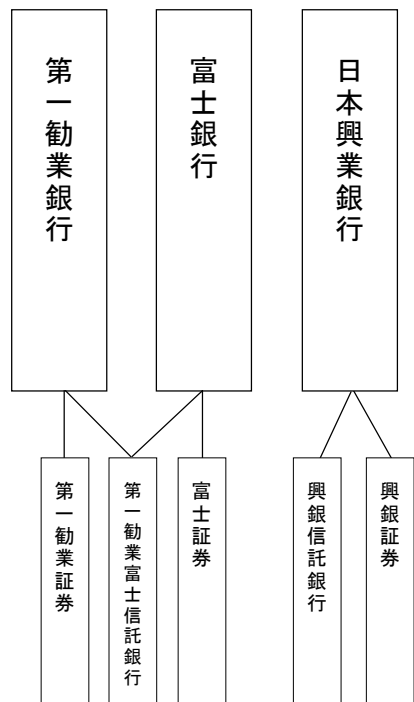 第一勧業銀行
富士銀行
日本興業銀行
第一勧業証券
第一勧業富士信託銀行
富士証券
興銀信託銀行
興銀証券